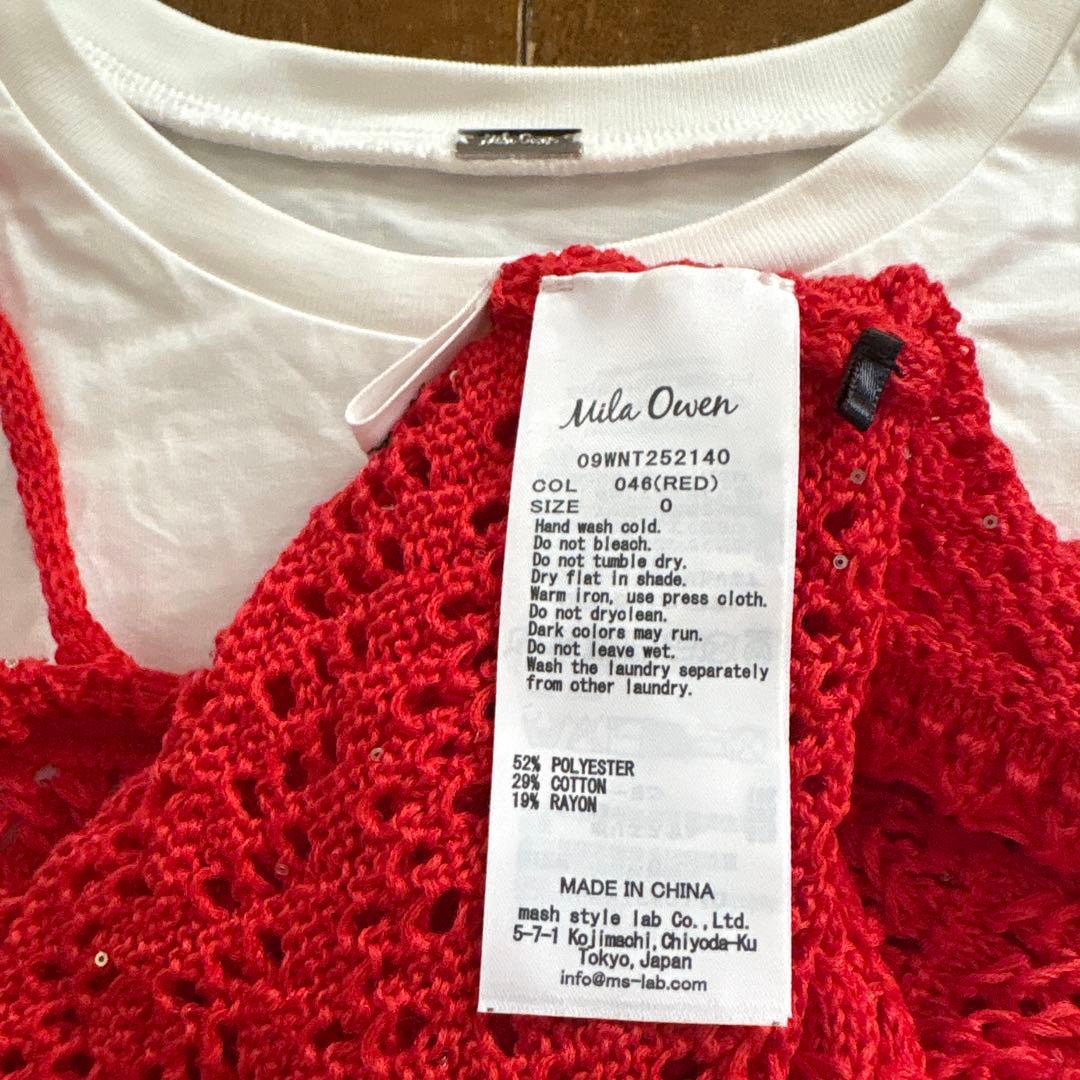 Mila Owen
Mila Owen
09WNT252140
COL 046(RED)
SIZE 0
Hand wash cold.
Do not bleach.
Do not tumble dry.
Dry flat in shade.
Warm iron, use press cloth.
Do not dryclean.
Dark colors may run.
Do not leave wet.
Wash the laundry separately
from other laundry.
52% POLYESTER
29% COTTON
19% RAYON
MADE IN CHINA
mash style lab Co.,Ltd.
5-7-1 Kojimachi,Chiyoda-Ku
Tokyo,Japan
info@ms-lab.com